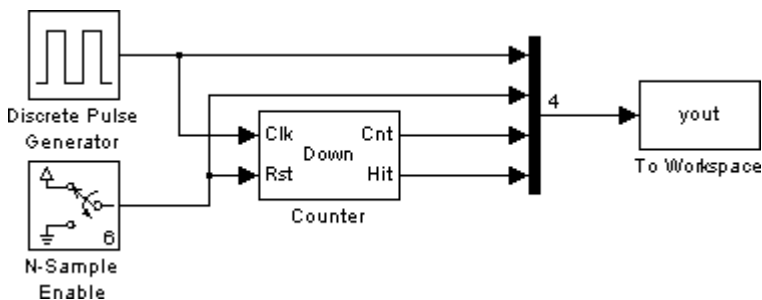 Discrete Pulse
Generator
Clk
Cnt
Down
Rst
Hit
Counter
6
N-Sample
Enable
4
yout
To Workspace